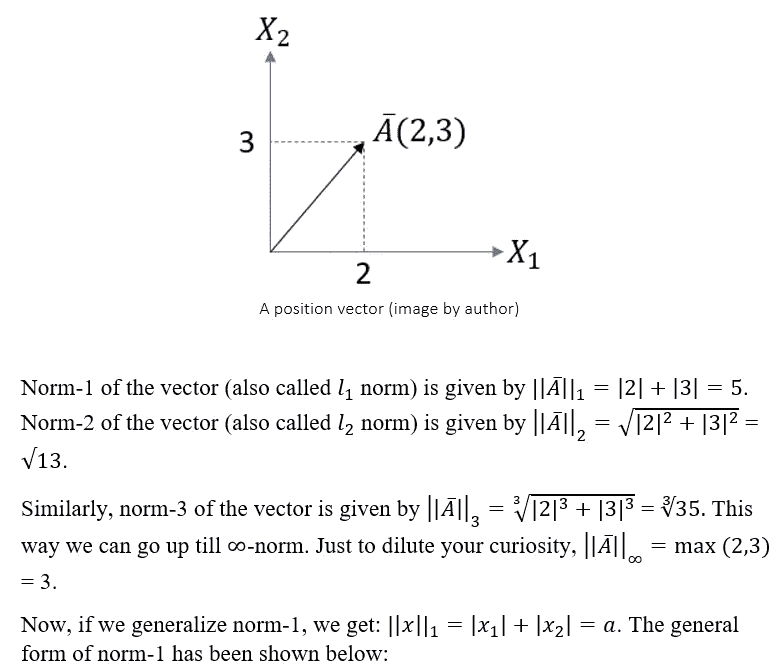 X₂
3
Ā(2,3)
X₁
2
A position vector (image by author)
Norm-1 of the vector (also called l₁ norm) is given by ||Ā||₁ = |2| + |3| = 5.
Norm-2 of the vector (also called l₂ norm) is given by ||Ā||₂ = √(|2|² + |3|²) =
√13.
Similarly, norm-3 of the vector is given by ||Ā||₃ = ∛(|2|³ + |3|³) = ∛35. This
way we can go up till ∞-norm. Just to dilute your curiosity, ||Ā||∞ = max (2,3)
= 3.
Now, if we generalize norm-1, we get: ||x||₁ = |x₁| + |x₂| = a. The general
form of norm-1 has been shown below: